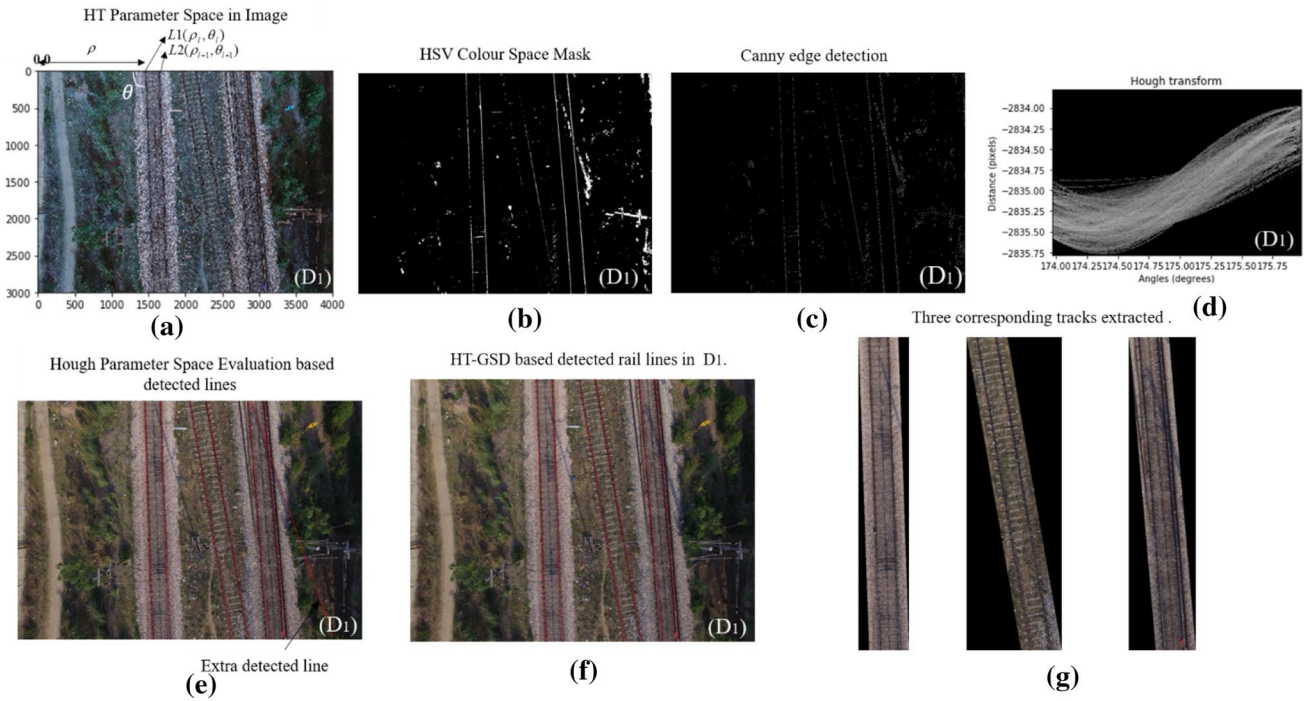 HT Parameter Space in Image
L1(ρᵢ,θᵢ)
L2(ρᵢ₊₁,θᵢ₊₁)
ρ
0,0
θ
0
500
1000
1500
2000
2500
3000
0 500 1000 1500 2000 2500 3000 3500 4000
(D1)
(a)
HSV Colour Space Mask
(D1)
(b)
Canny edge detection
(D1)
(c)
Hough transform
Distance (pixels)
−2834.00
−2834.25
−2834.50
−2834.75
−2835.00
−2835.25
−2835.50
−2835.75
174.00 174.25 174.50 174.75 175.00 175.25 175.50 175.75
Angles (degrees)
(D1)
(d)
Hough Parameter Space Evaluation based
detected lines
(D1)
Extra detected line
(e)
HT-GSD based detected rail lines in D1.
(D1)
(f)
Three corresponding tracks extracted .
(g)